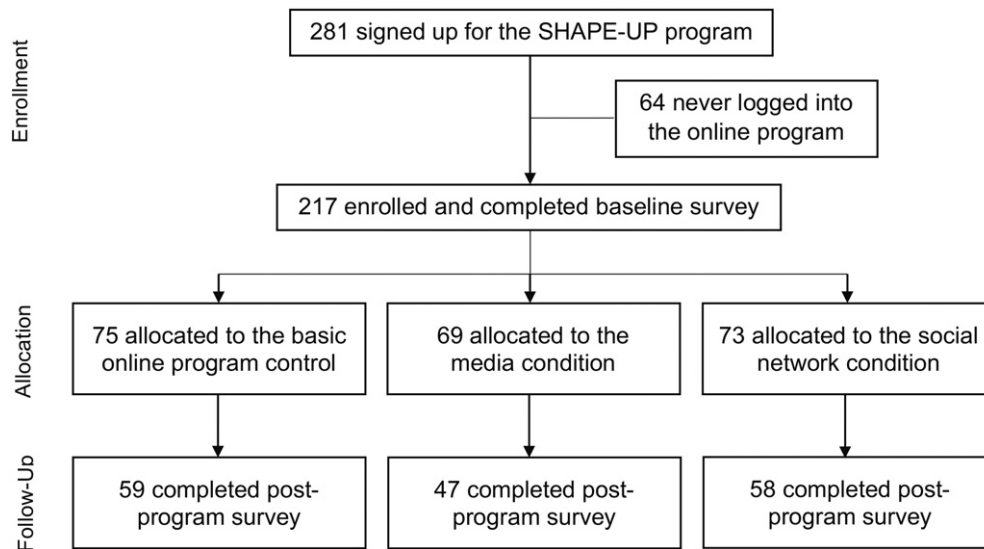 Enrollment
281 signed up for the SHAPE-UP program
64 never logged into
the online program
217 enrolled and completed baseline survey
Allocation
75 allocated to the basic
online program control
69 allocated to the
media condition
73 allocated to the social
network condition
Follow-Up
59 completed post-
program survey
47 completed post-
program survey
58 completed post-
program survey